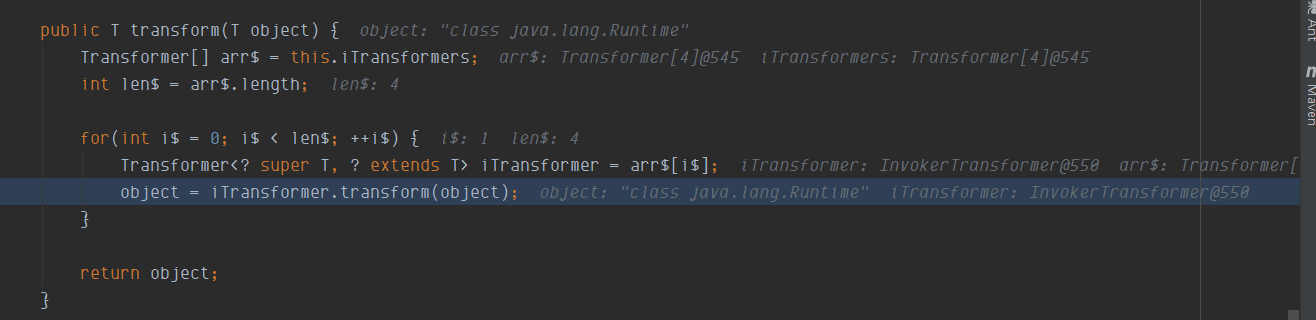 public T transform(T object) {  object: "class java.lang.Runtime"
Transformer[] arr$ = this.iTransformers;  arr$: Transformer[4]@545  iTransformers: Transformer[4]@545
int len$ = arr$.length;  len$: 4
for(int i$ = 0; i$ < len$; ++i$) {  i$: 1  len$: 4
Transformer<? super T, ? extends T> iTransformer = arr$[i$];  iTransformer: InvokerTransformer@550  arr$: Transformer[
object = iTransformer.transform(object);  object: "class java.lang.Runtime"  iTransformer: InvokerTransformer@550
}
return object;
}
Ant
m
Maven